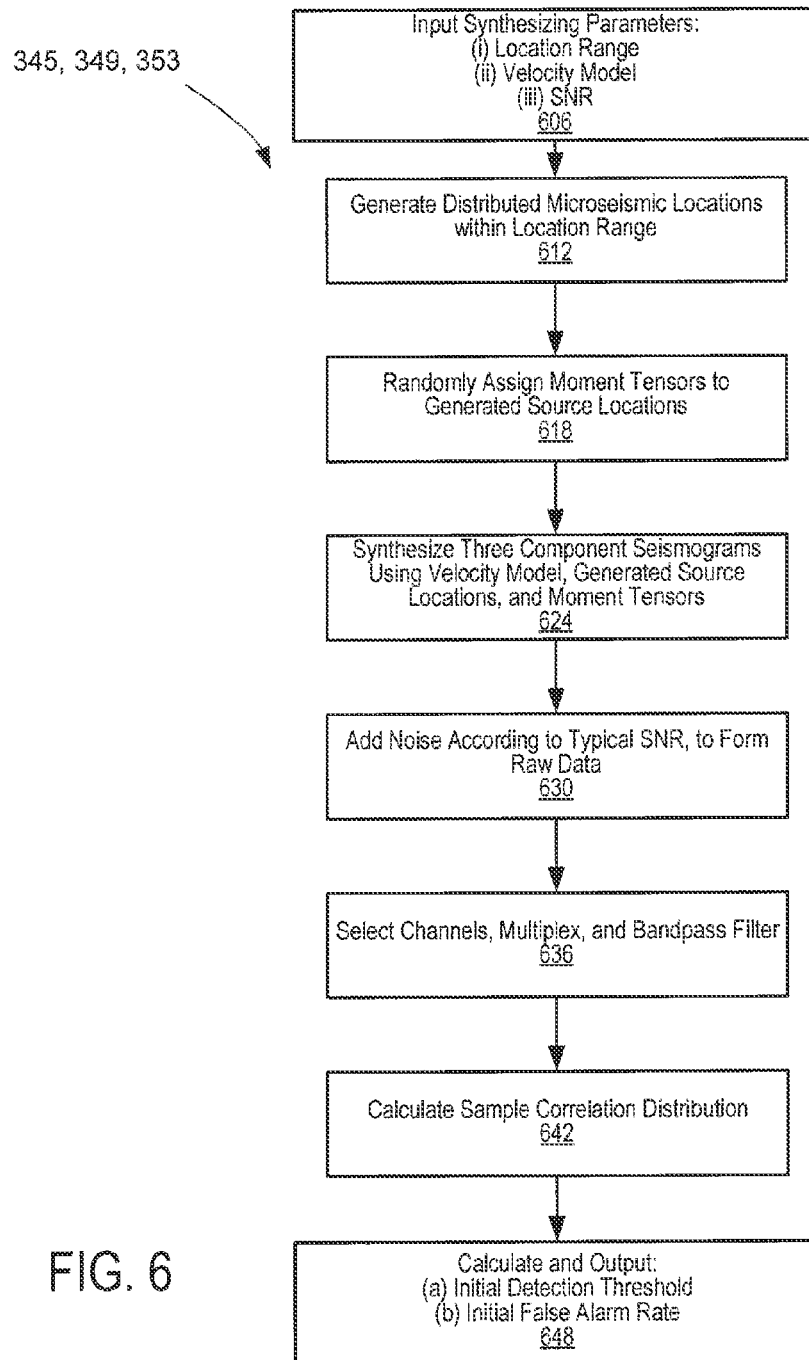 345, 349, 353
Input Synthesizing Parameters:
(i) Location Range
(ii) Velocity Model
(iii) SNR
606
Generate Distributed Microseismic Locations
within Location Range
612
Randomly Assign Moment Tensors to
Generated Source Locations
618
Synthesize Three Component Seismograms
Using Velocity Model, Generated Source
Locations, and Moment Tensors
624
Add Noise According to Typical SNR, to Form
Raw Data
630
Select Channels, Multiplex, and Bandpass Filter
636
Calculate Sample Correlation Distribution
642
Calculate and Output:
(a) Initial Detection Threshold
(b) Initial False Alarm Rate
648
FIG. 6